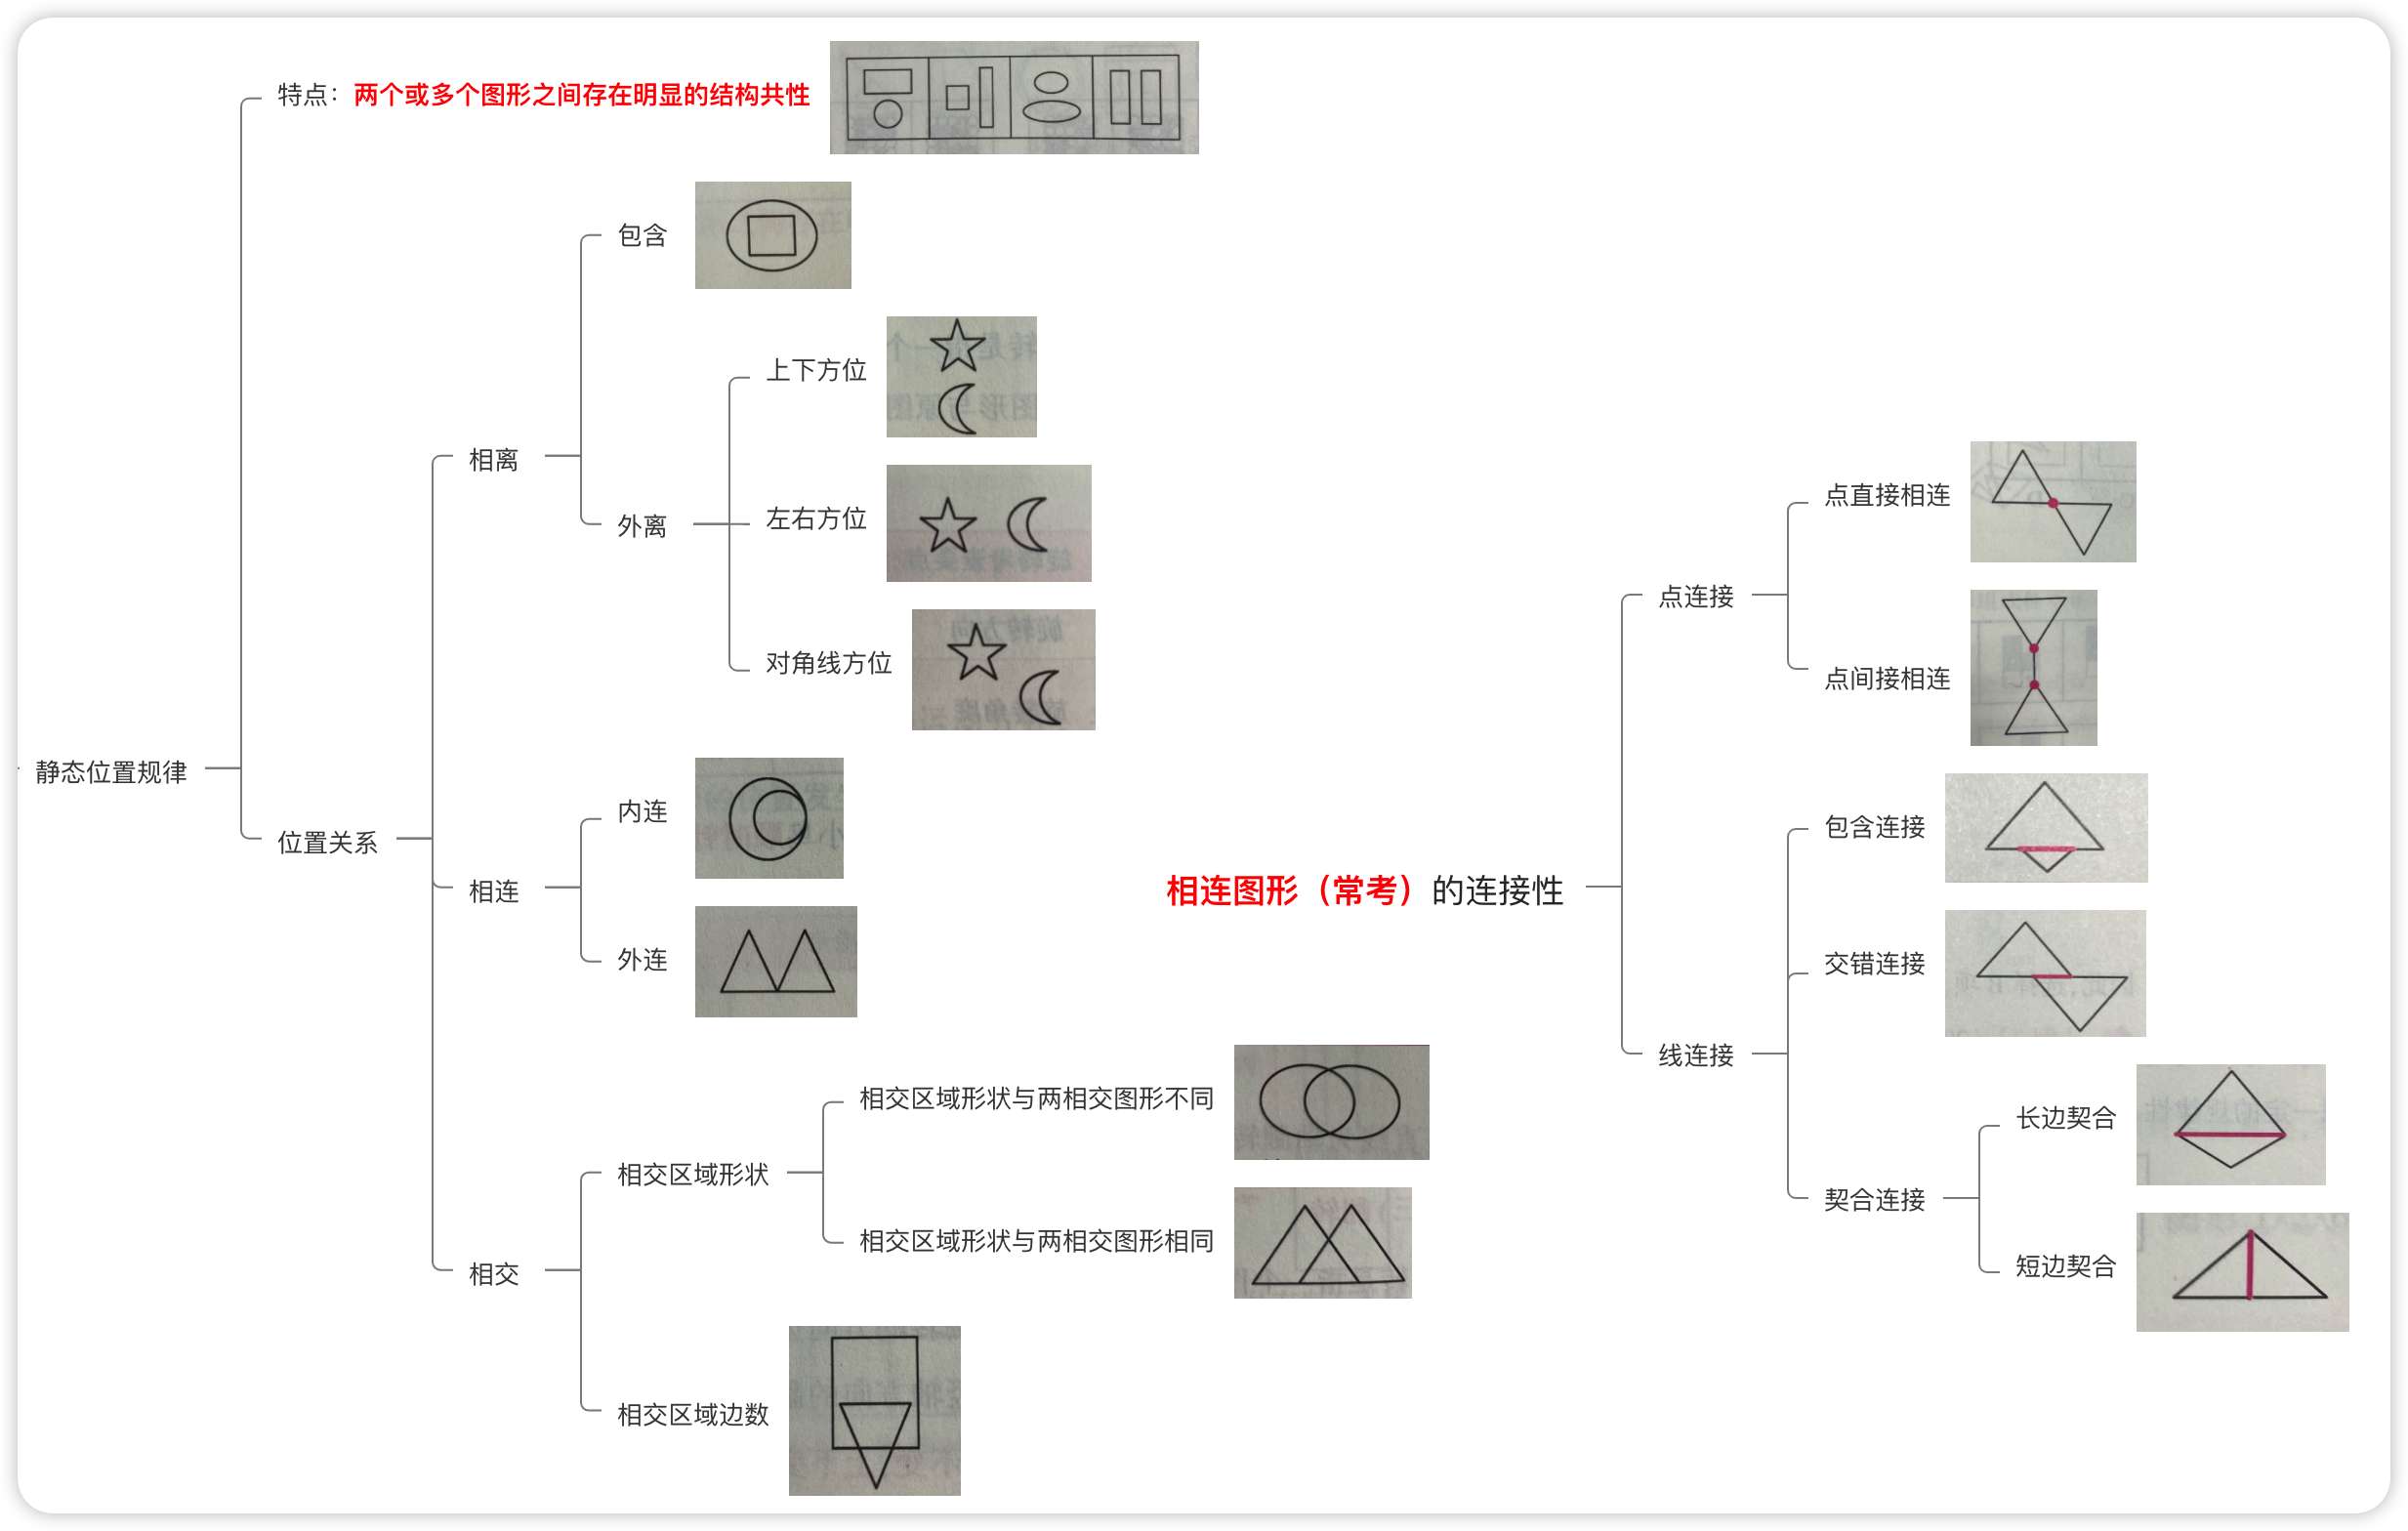 特点：两个或多个图形之间存在明显的结构共性
包含
上下方位
相离
左右方位
外离
对角线方位
静态位置规律
位置关系
内连
相连
外连
相交区域形状与两相交图形不同
相交区域形状
相交区域形状与两相交图形相同
相交
相交区域边数
相连图形（常考）的连接性
点直接相连
点连接
点间接相连
包含连接
交错连接
线连接
长边契合
契合连接
短边契合